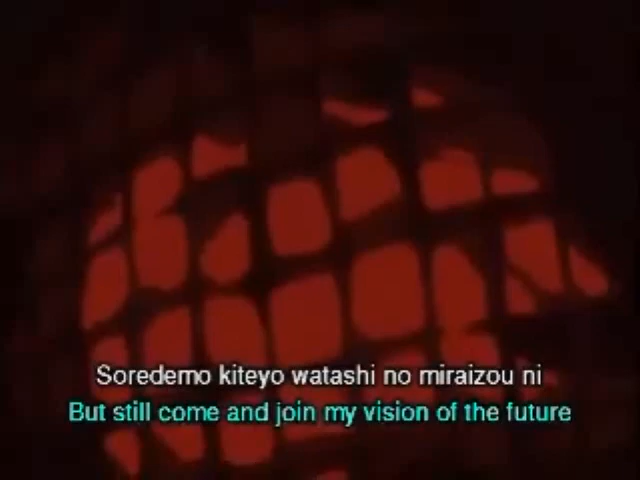 Soredemo kiteyo watashi no miraizou ni
But still come and join my vision of the future